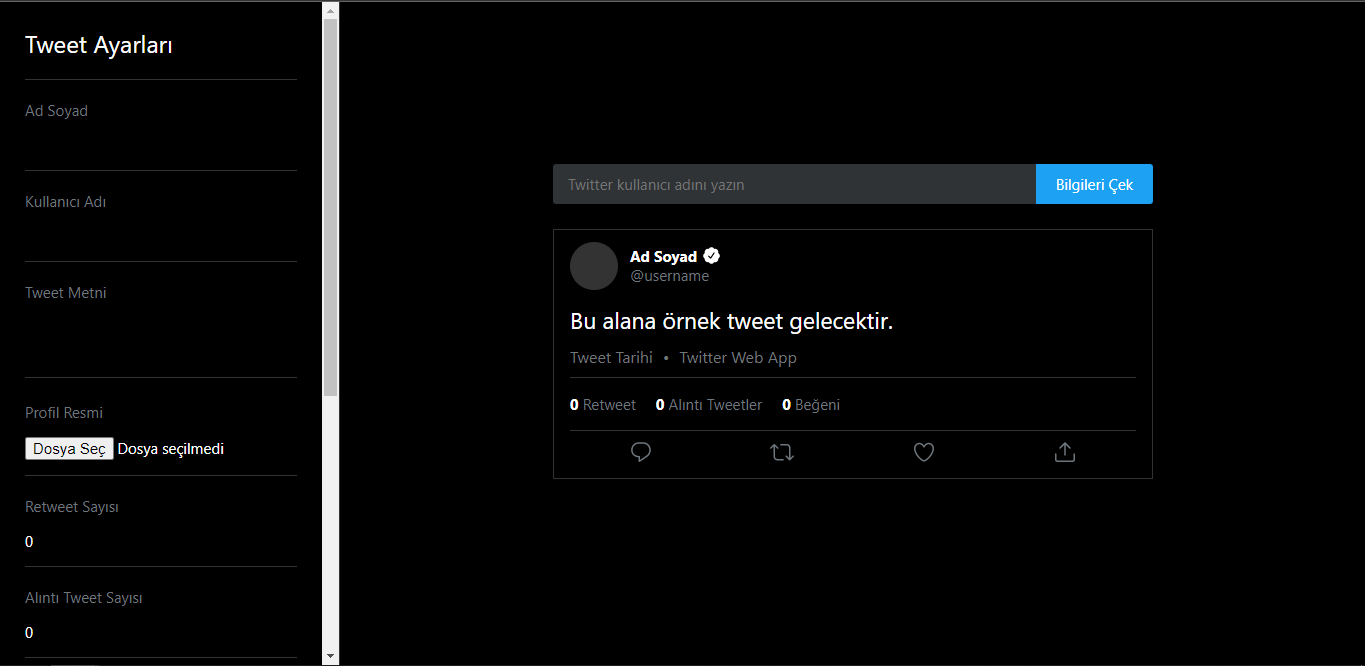 Tweet Ayarları
Ad Soyad
Kullanıcı Adı
Tweet Metni
Profil Resmi
Dosya Seç Dosya seçilmedi
Retweet Sayısı
0
Alıntı Tweet Sayısı
0
Twitter kullanıcı adını yazın Bilgileri Çek
Ad Soyad
@username
Bu alana örnek tweet gelecektir.
Tweet Tarihi • Twitter Web App
0 Retweet 0 Alıntı Tweetler 0 Beğeni